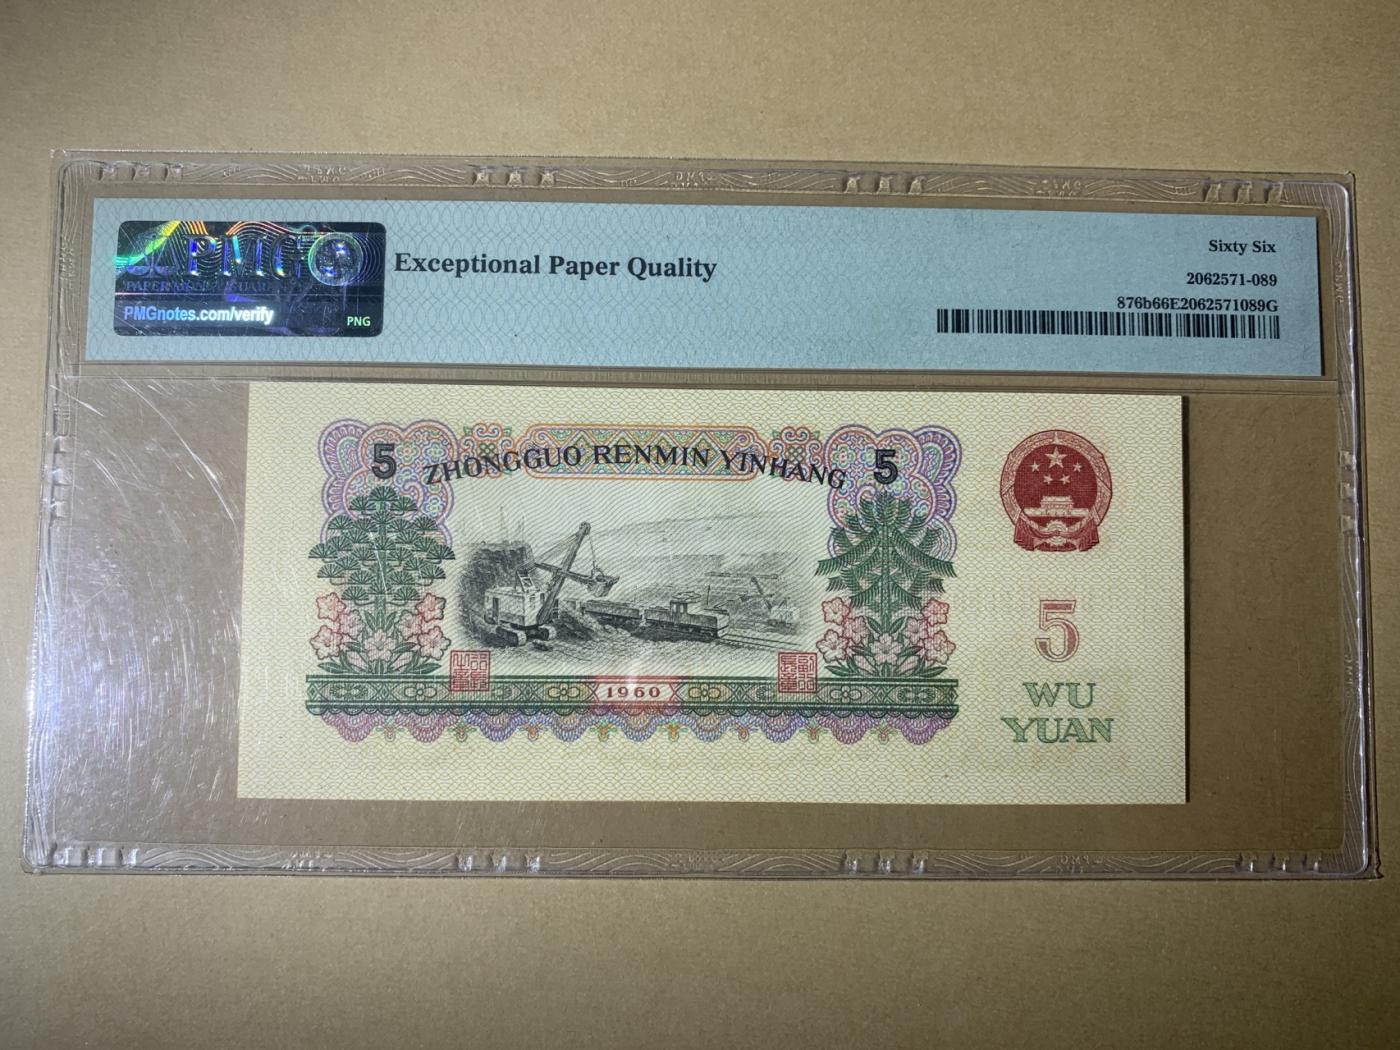 PMG
PAPER MONEY GUARANTY
PMGnotes.com/verify
PNG
Exceptional Paper Quality
Sixty Six
2062571-089
876b66E2062571089G
5
ZHONGGUO RENMIN YINHANG
5
1960
5
WU
YUAN